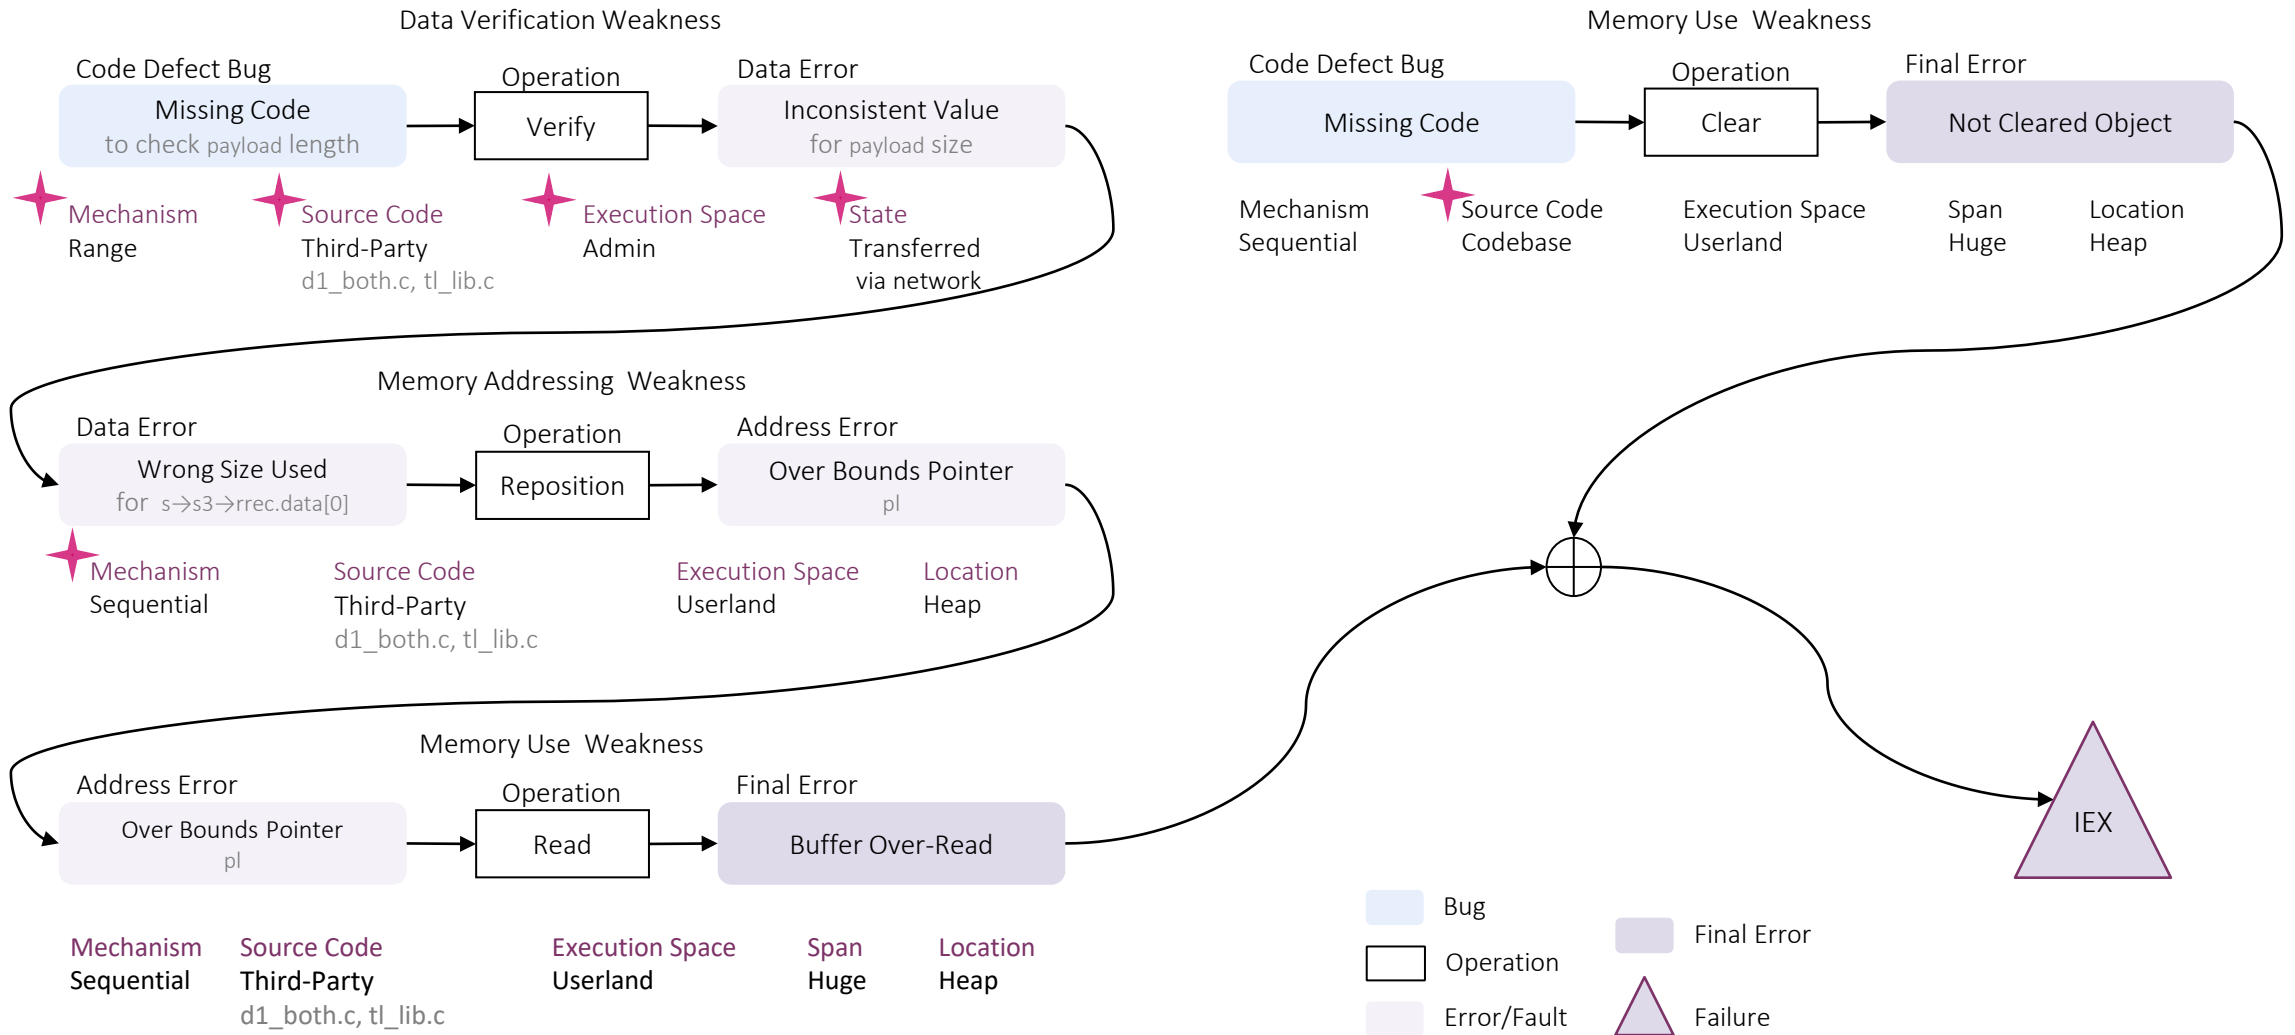 Data Verification Weakness
Code Defect Bug
Operation
Data Error
Missing Code
to check payload length
Verify
Inconsistent Value
for payload size
Mechanism
Range
Source Code
Third-Party
d1_both.c, tl_lib.c
Execution Space
Admin
State
Transferred
via network
Memory Addressing Weakness
Data Error
Operation
Address Error
Wrong Size Used
for s→s3→rrec.data[0]
Reposition
Over Bounds Pointer
pl
Mechanism
Sequential
Source Code
Third-Party
d1_both.c, tl_lib.c
Execution Space
Userland
Location
Heap
Memory Use Weakness
Address Error
Operation
Final Error
Over Bounds Pointer
pl
Read
Buffer Over-Read
Mechanism
Sequential
Source Code
Third-Party
d1_both.c, tl_lib.c
Execution Space
Userland
Span
Huge
Location
Heap
Memory Use Weakness
Code Defect Bug
Operation
Final Error
Missing Code
Clear
Not Cleared Object
Mechanism
Sequential
Source Code
Codebase
Execution Space
Userland
Span
Huge
Location
Heap
IEX
Bug
Operation
Error/Fault
Final Error
Failure